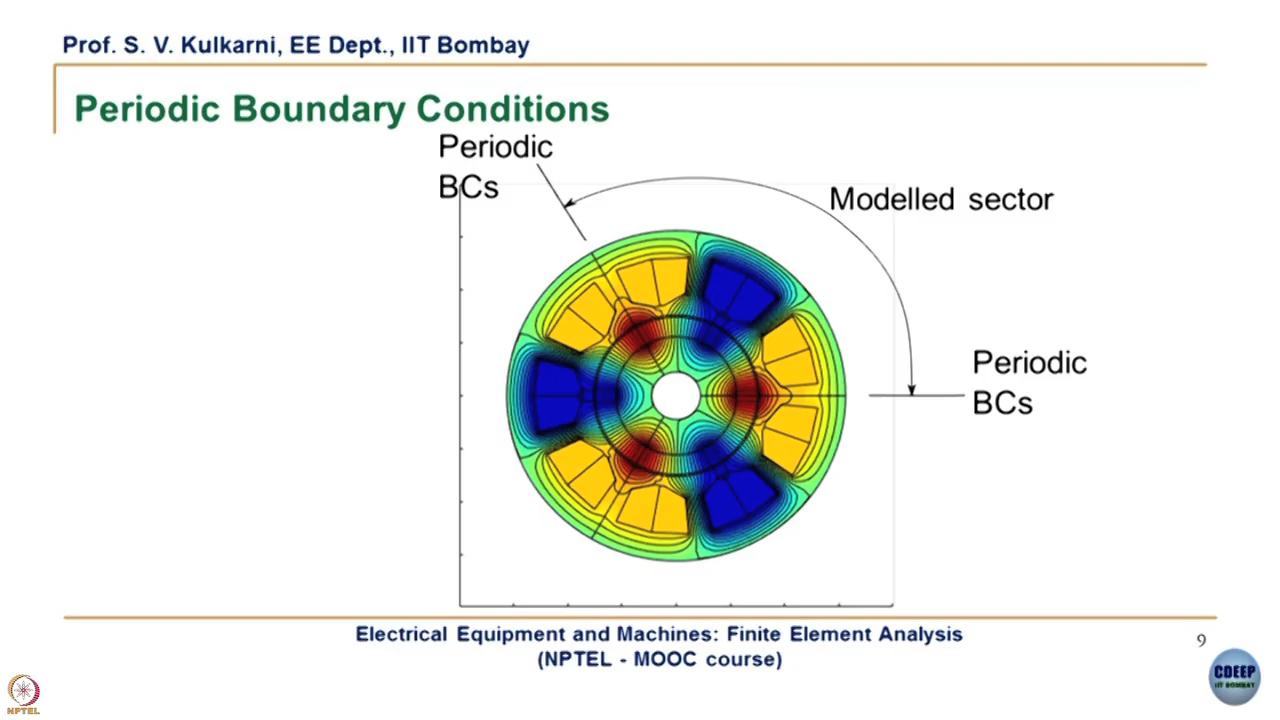 Prof. S. V. Kulkarni, EE Dept., IIT Bombay
Periodic Boundary Conditions
Periodic
BCs
Modelled sector
Periodic
BCs
Electrical Equipment and Machines: Finite Element Analysis
(NPTEL - MOOC course)
9
NPTEL
CDEEP
IIT BOMBAY